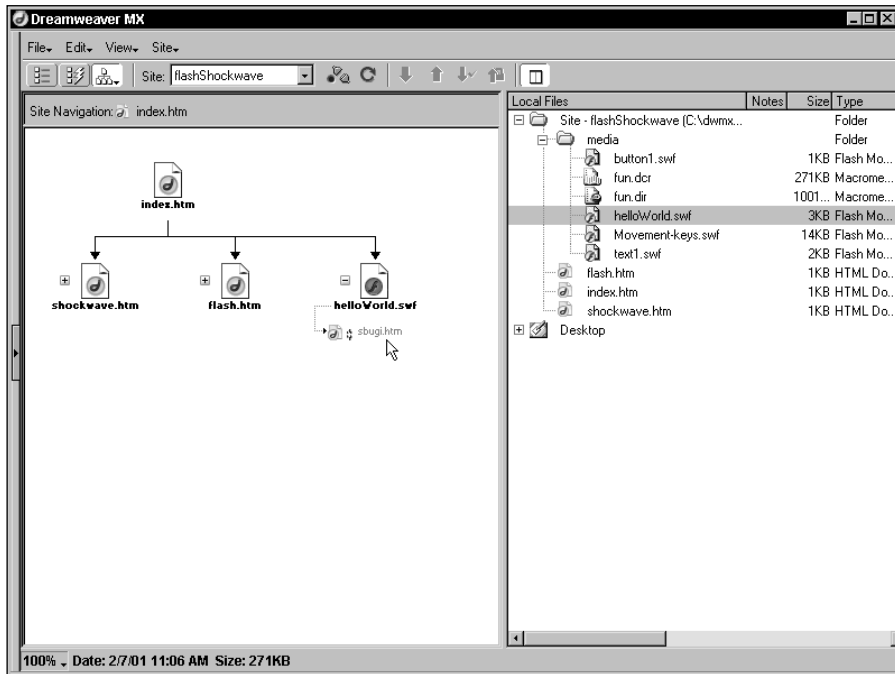 Dreamweaver MX
File Edit View Site
Site: flashShockwave
Site Navigation: index.htm
index.htm
shockwave.htm flash.htm helloWorld.swf
sbugi.htm
Local Files Notes Size Type
Site - flashShockwave (C:\dwmx... Folder
media Folder
button1.swf 1KB Flash Mo...
fun.dcr 271KB Macrome...
fun.dir 1001... Macrome...
helloWorld.swf 3KB Flash Mo...
Movement-keys.swf 14KB Flash Mo...
text1.swf 2KB Flash Mo...
flash.htm 1KB HTML Do...
index.htm 1KB HTML Do...
shockwave.htm 1KB HTML Do...
Desktop
100% Date: 2/7/01 11:06 AM Size: 271KB